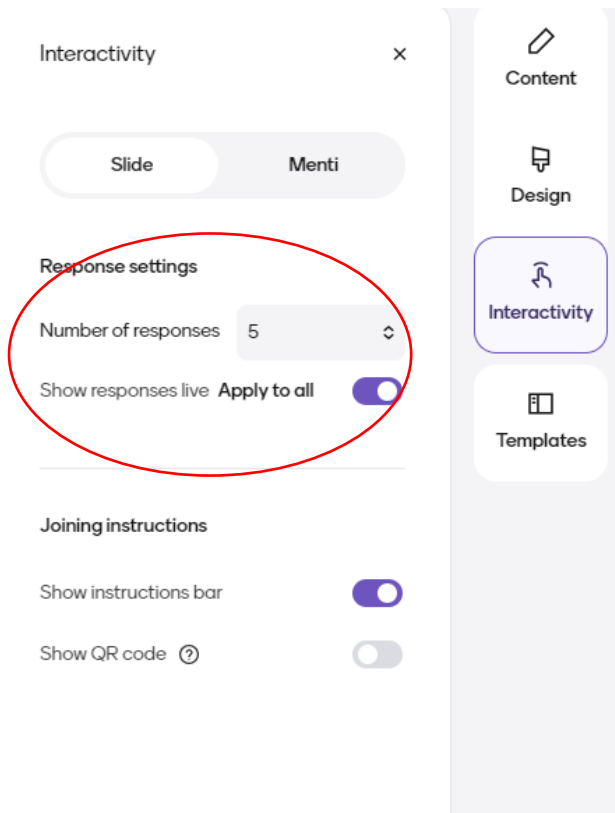 Interactivity
Slide Menti
Response settings
Number of responses 5
Show responses live Apply to all
Joining instructions
Show instructions bar
Show QR code ?
Content
Design
Interactivity
Templates